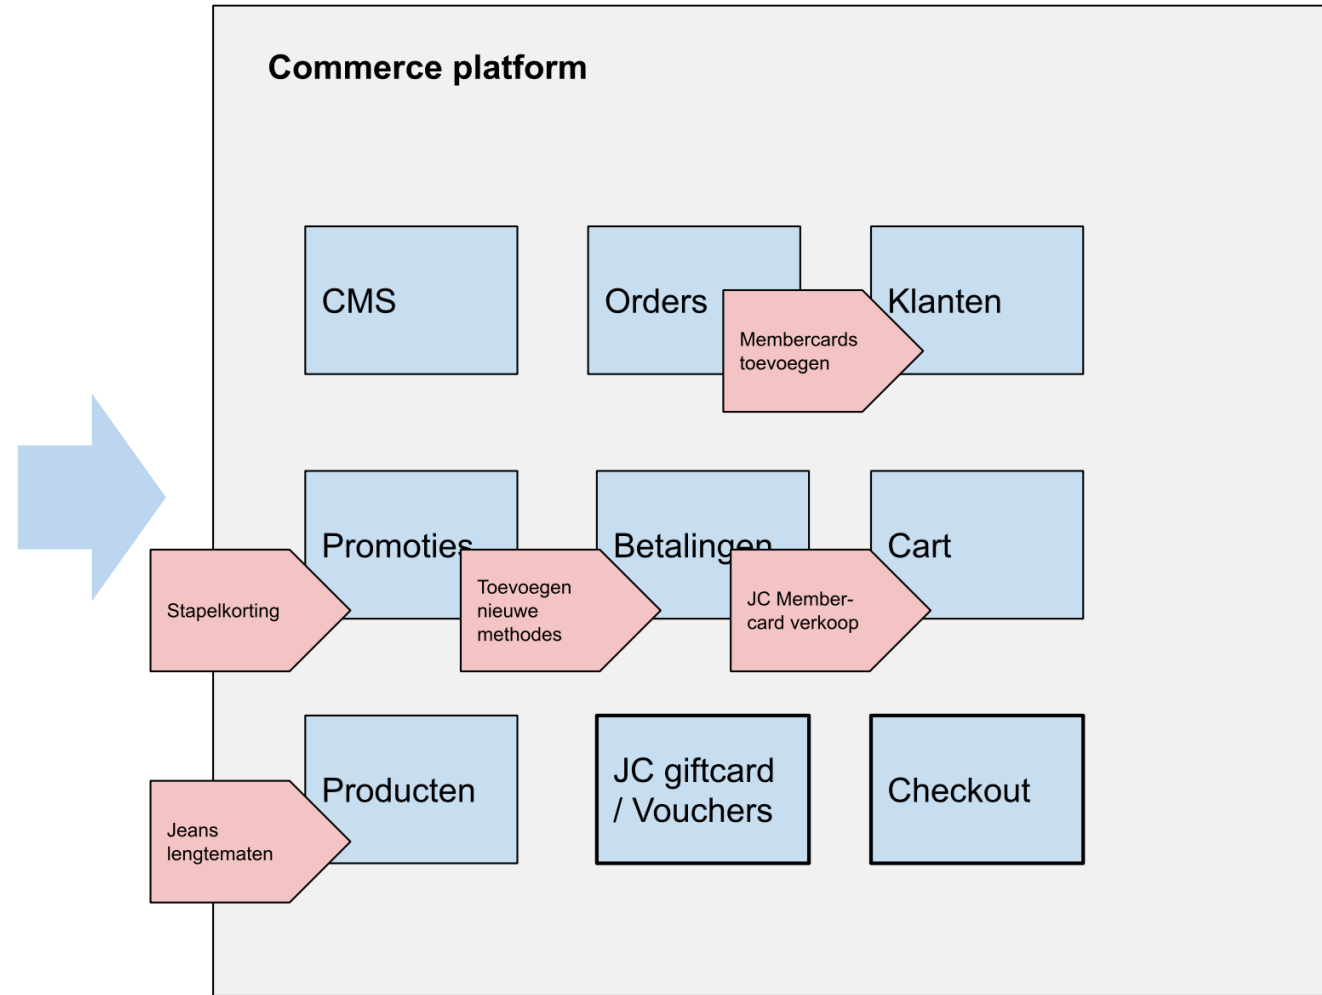 Commerce platform
CMS
Orders
Klanten
Membercards
toevoegen
Promoties
Betalingen
Cart
Stapelkorting
Toevoegen
nieuwe
methodes
JC Member-
card verkoop
Producten
JC giftcard
/ Vouchers
Checkout
Jeans
lengtematen